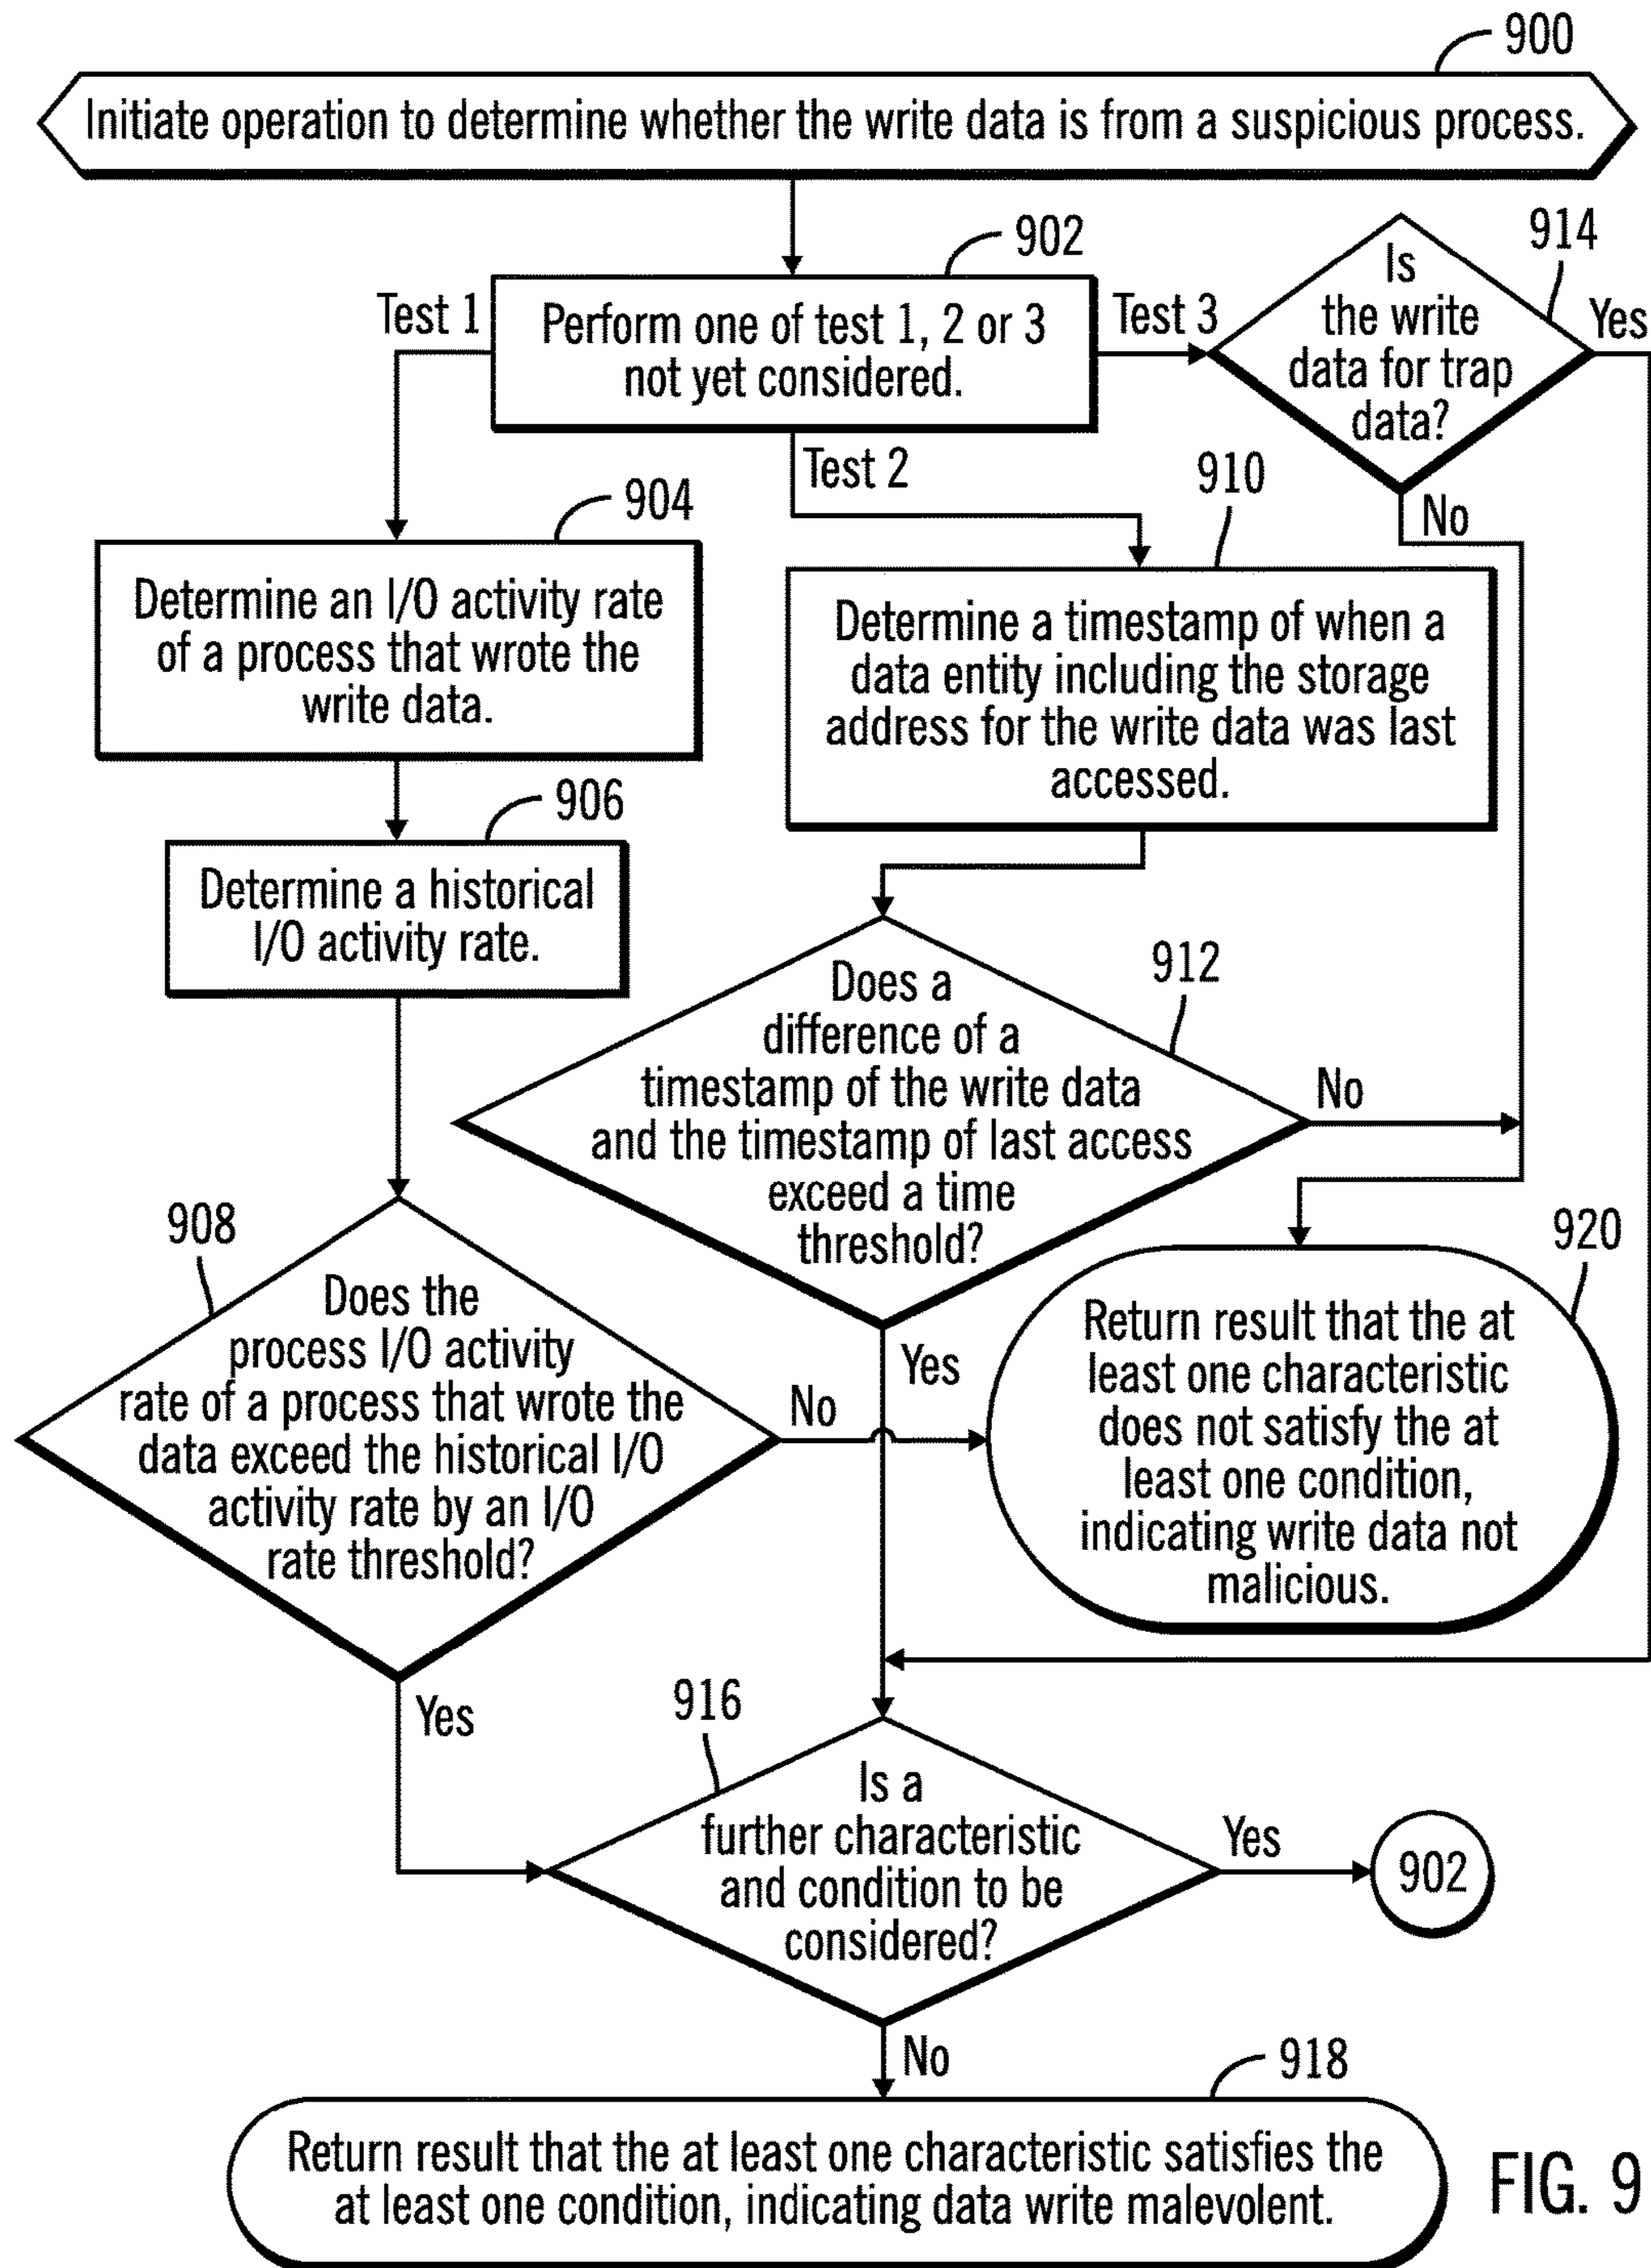 900
Initiate operation to determine whether the write data is from a suspicious process.
902
Perform one of test 1, 2 or 3
not yet considered.
Test 1
Test 2
Test 3
914
Is
the write
data for trap
data?
Yes
No
904
Determine an I/O activity rate
of a process that wrote the
write data.
910
Determine a timestamp of when a
data entity including the storage
address for the write data was last
accessed.
906
Determine a historical
I/O activity rate.
912
Does a
difference of a
timestamp of the write data
and the timestamp of last access
exceed a time
threshold?
No
Yes
908
Does the
process I/O activity
rate of a process that wrote the
data exceed the historical I/O
activity rate by an I/O
rate threshold?
No
Yes
920
Return result that the at
least one characteristic
does not satisfy the at
least one condition,
indicating write data not
malicious.
916
Is a
further characteristic
and condition to be
considered?
Yes
902
No
918
Return result that the at least one characteristic satisfies the
at least one condition, indicating data write malevolent.
FIG. 9